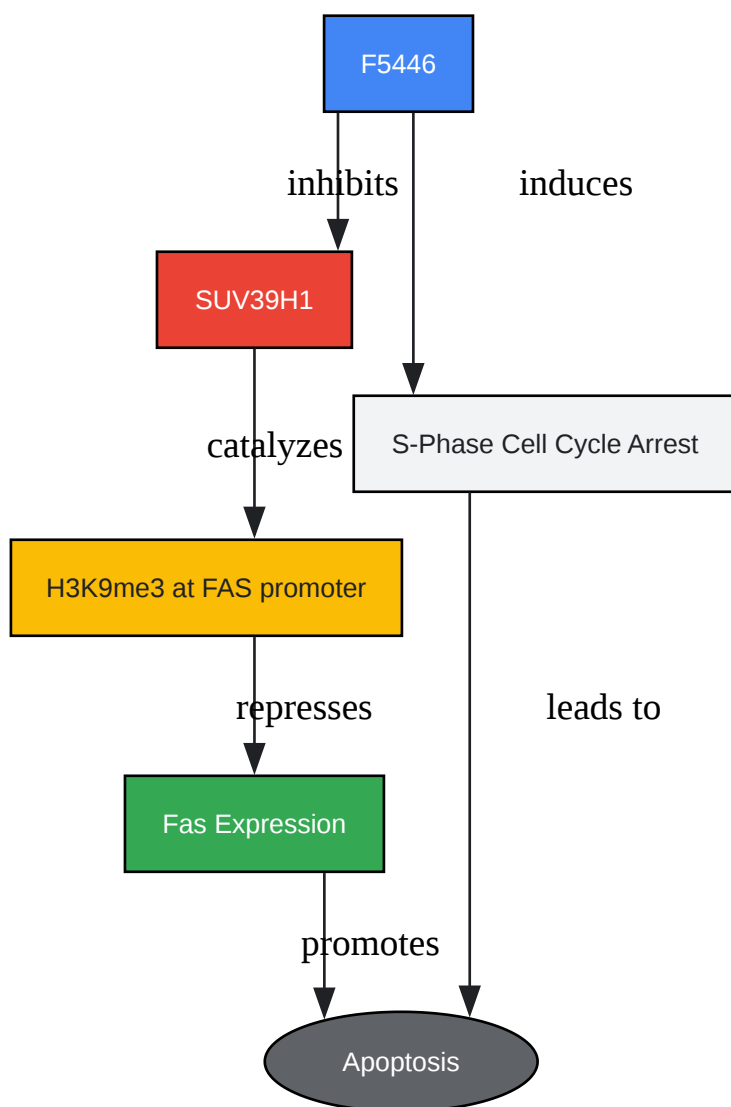 F5446
inhibits
induces
SUV39H1
catalyzes
S-Phase Cell Cycle Arrest
H3K9me3 at FAS promoter
represses
leads to
Fas Expression
promotes
Apoptosis